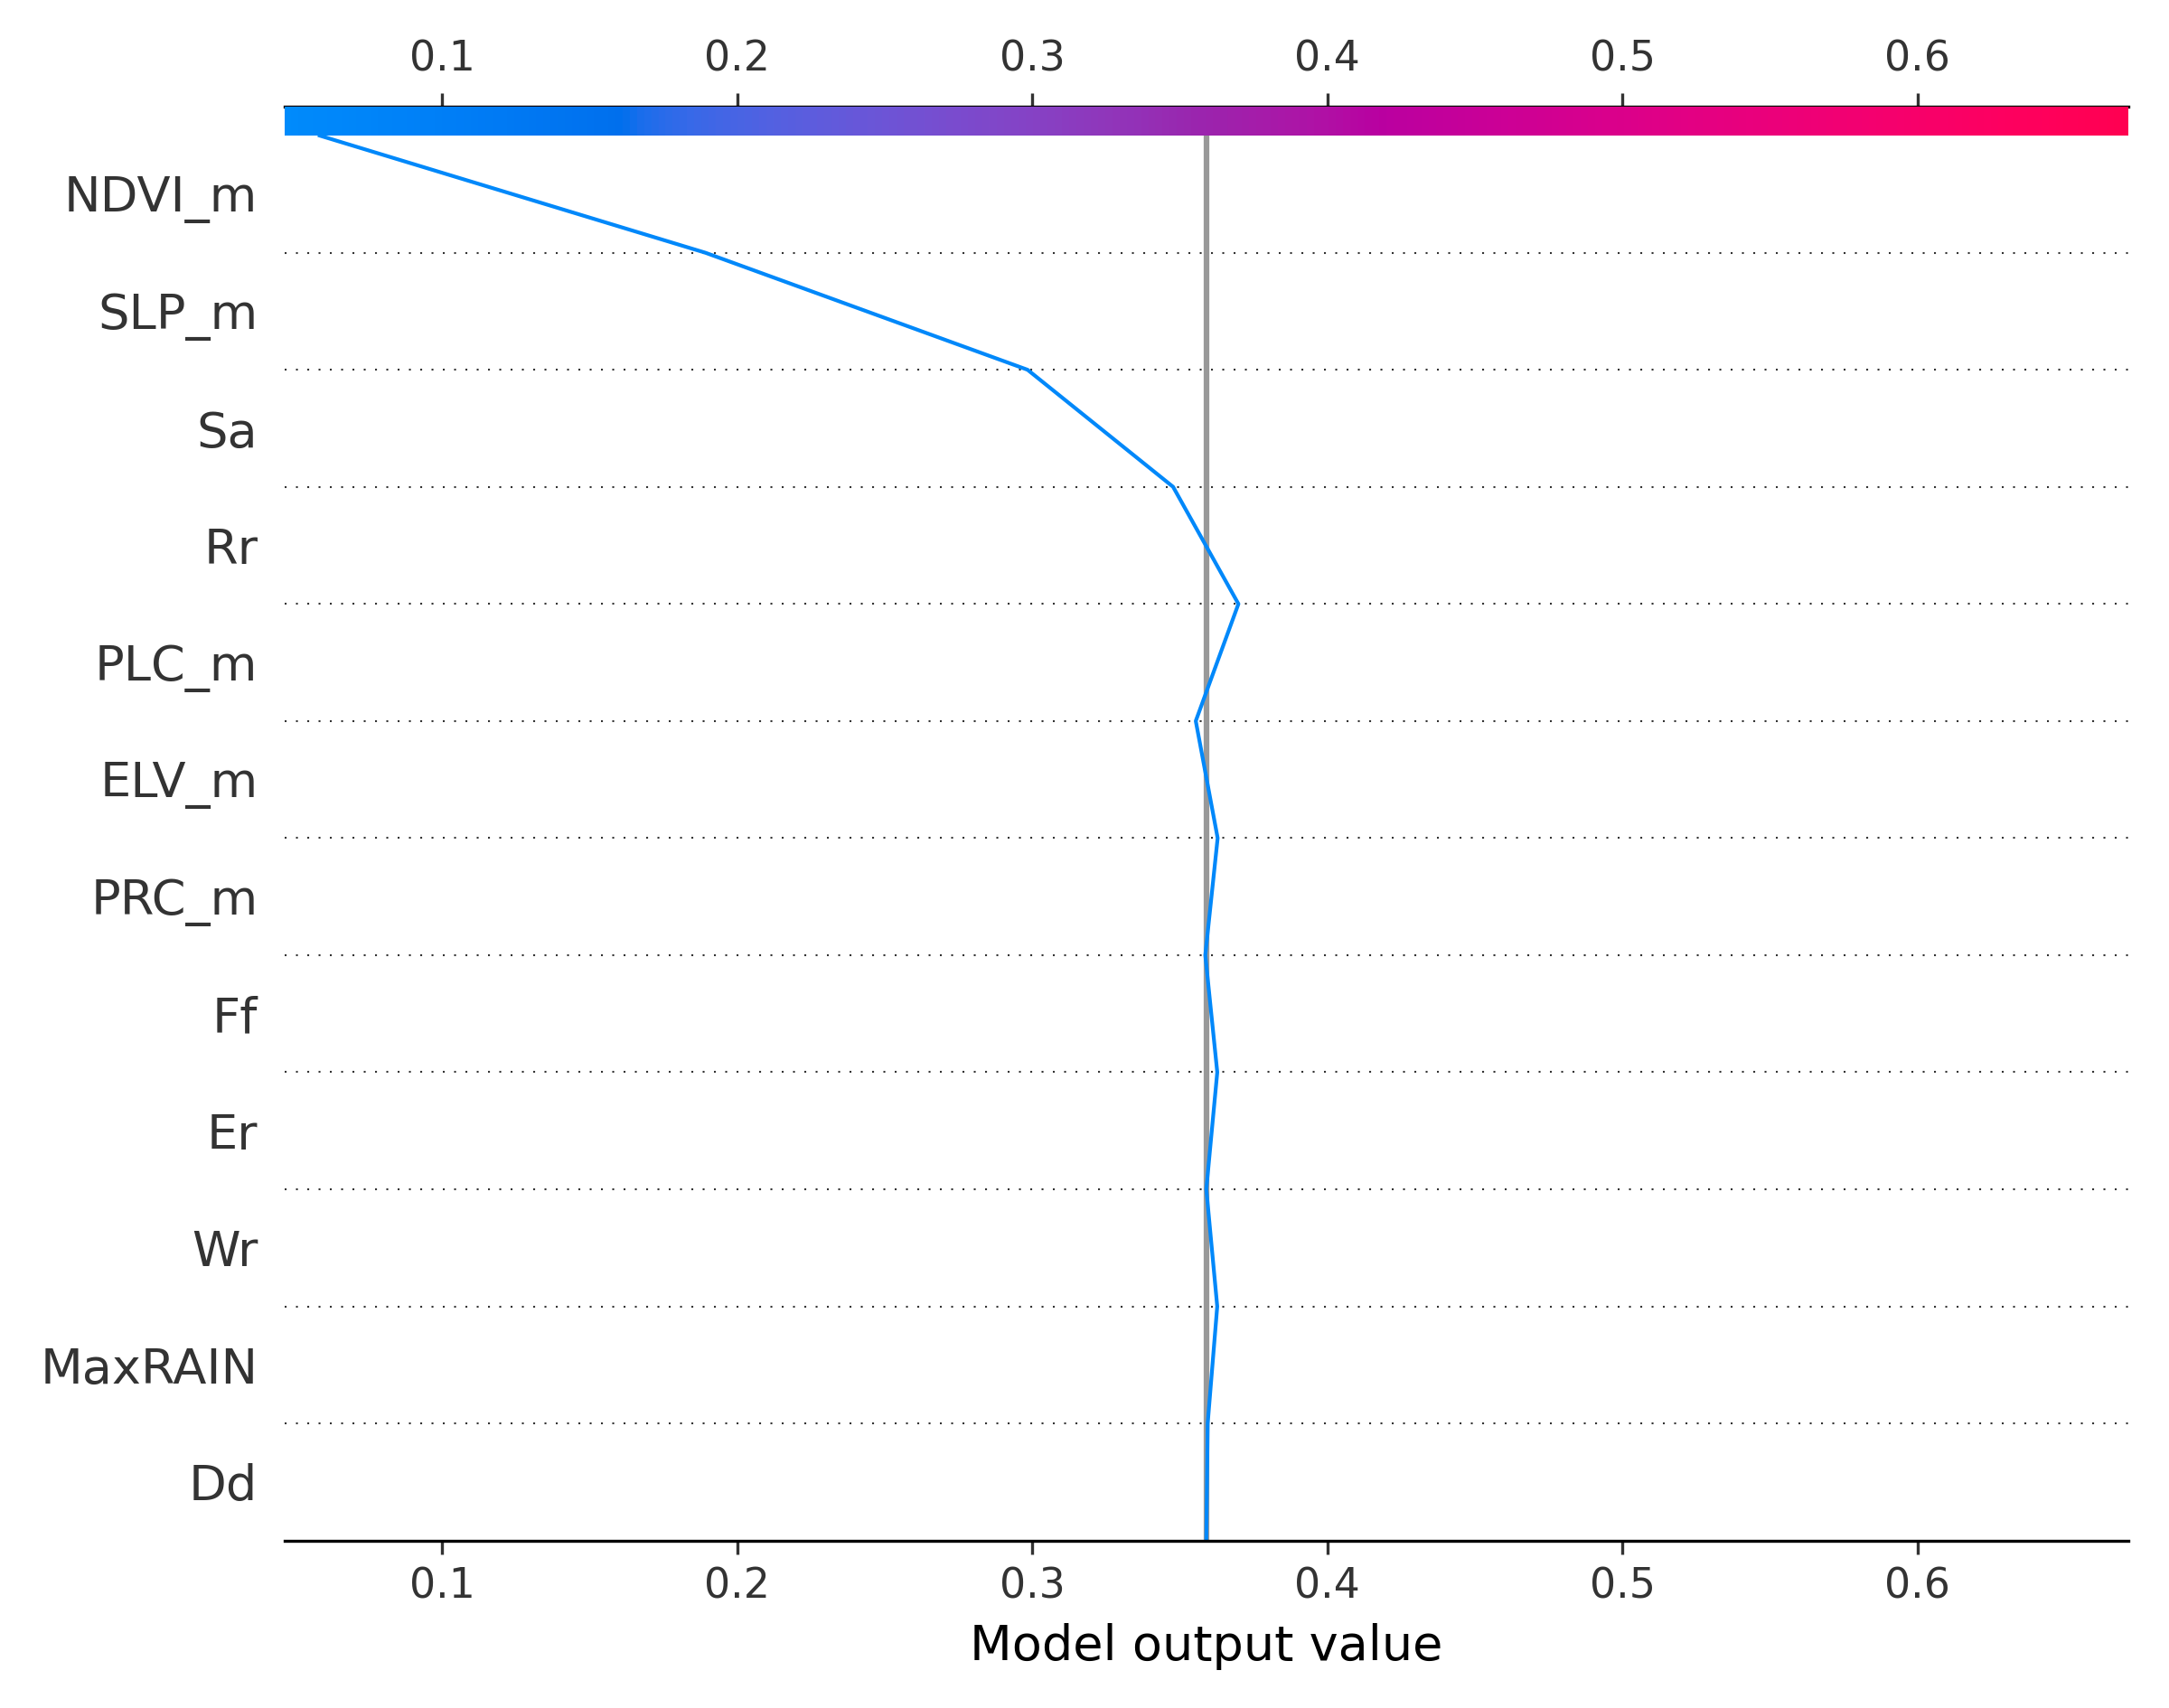 0.1 0.2 0.3 0.4 0.5 0.6
NDVI_m
SLP_m
Sa
Rr
PLC_m
ELV_m
PRC_m
Ff
Er
Wr
MaxRAIN
Dd
0.1 0.2 0.3 0.4 0.5 0.6
Model output value